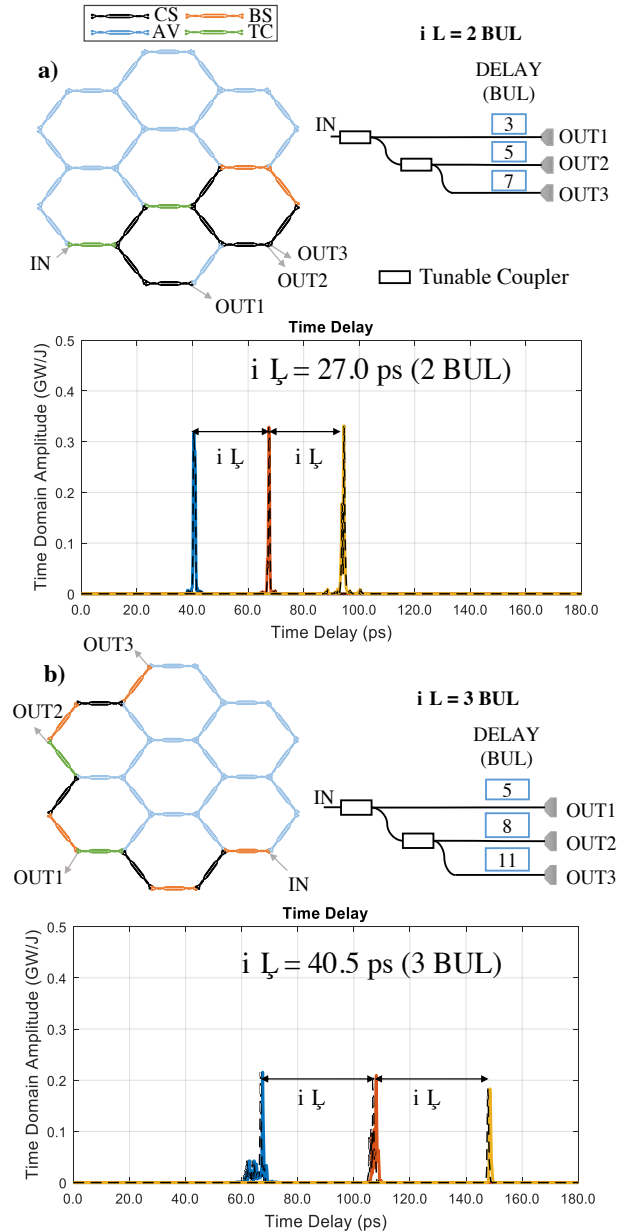 CS BS
AV TC
a)
i L = 2 BUL
DELAY
(BUL)
IN
3
OUT1
5
OUT2
7
OUT3
IN
OUT3
OUT2
OUT1
Tunable Coupler
Time Delay
i Ļ = 27.0 ps (2 BUL)
i Ļ
i Ļ
Time Domain Amplitude (GW/J)
0.5
0.4
0.3
0.2
0.1
0
0.0 20.0 40.0 60.0 80.0 100.0 120.0 140.0 160.0 180.0
Time Delay (ps)
b)
OUT3
OUT2
OUT1
IN
i L = 3 BUL
DELAY
(BUL)
IN
5
OUT1
8
OUT2
11
OUT3
Time Delay
i Ļ = 40.5 ps (3 BUL)
i Ļ
i Ļ
Time Domain Amplitude (GW/J)
0.5
0.4
0.3
0.2
0.1
0
0.0 20.0 40.0 60.0 80.0 100.0 120.0 140.0 160.0 180.0
Time Delay (ps)